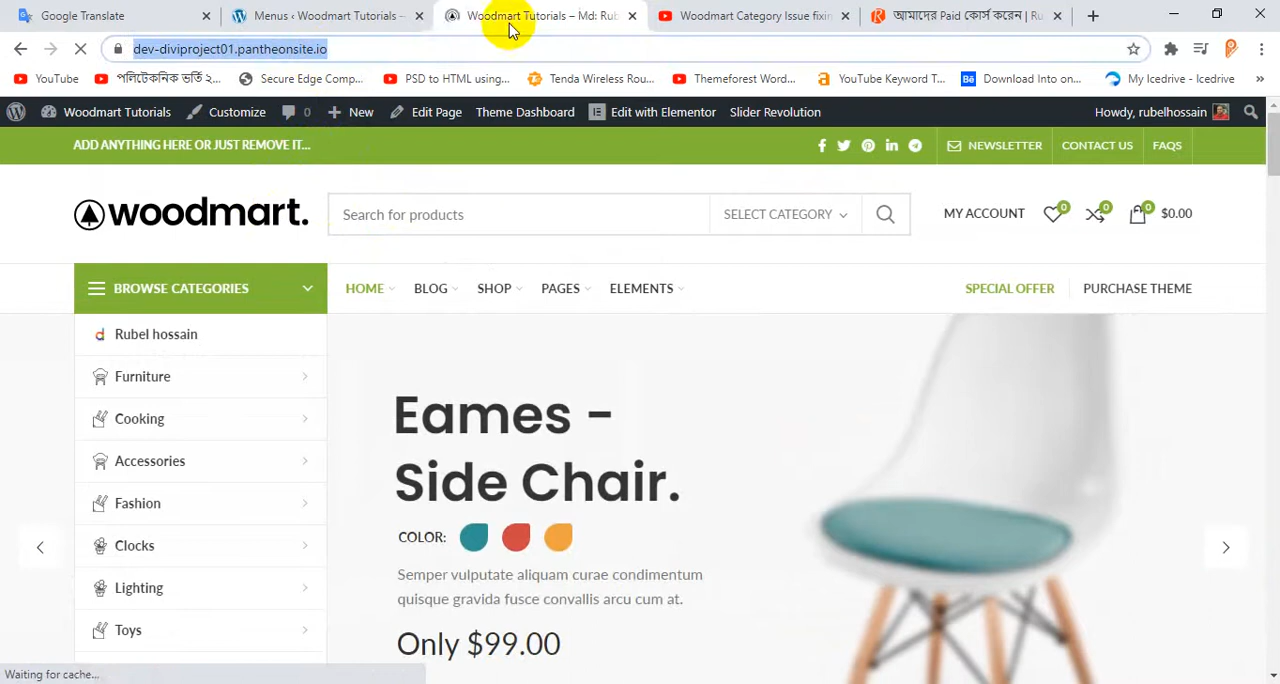 Google Translate
Menus ‹ Woodmart Tutorials –
Woodmart Tutorials – Md: Rub
Woodmart Category Issue fixin
আমাদের Paid কোর্স করেন | Ru
dev-diviproject01.pantheonsite.io
YouTube
পলিটেকনিক ভর্তি ২...
Secure Edge Comp...
PSD to HTML using...
Tenda Wireless Rou...
Themeforest Word...
YouTube Keyword T...
Download Into on...
My Icedrive - Icedrive
Woodmart Tutorials
Customize
0
New
Edit Page
Theme Dashboard
Edit with Elementor
Slider Revolution
Howdy, rubelhossain
ADD ANYTHING HERE OR JUST REMOVE IT...
NEWSLETTER
CONTACT US
FAQS
woodmart.
Search for products
SELECT CATEGORY
MY ACCOUNT
0
0
0
$0.00
BROWSE CATEGORIES
HOME
BLOG
SHOP
PAGES
ELEMENTS
SPECIAL OFFER
PURCHASE THEME
Rubel hossain
Furniture
Cooking
Accessories
Fashion
Clocks
Lighting
Toys
Eames -
Side Chair.
COLOR:
Semper vulputate aliquam curae condimentum
quisque gravida fusce convallis arcu cum at.
Only $99.00
Waiting for cache...